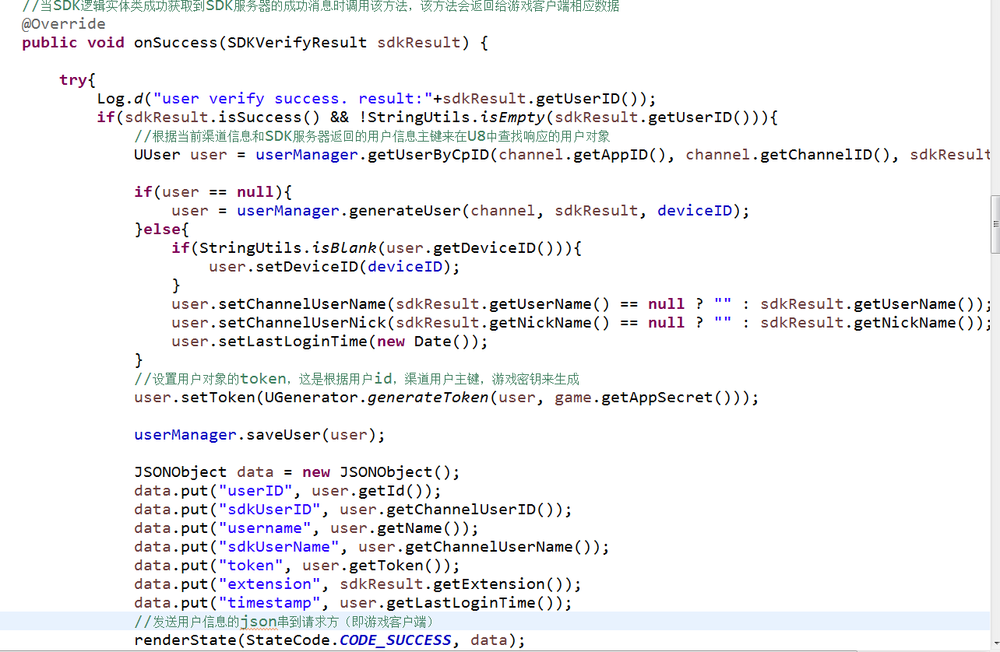 //当SDK逻辑实体类成功获取到SDK服务器的成功消息时调用该方法，该方法会返回给游戏客户端相应数据
@Override
public void onSuccess(SDKVerifyResult sdkResult) {
try{
Log.d("user verify success. result:"+sdkResult.getUserID());
if(sdkResult.isSuccess() && !StringUtils.isEmpty(sdkResult.getUserID())){
//根据当前渠道信息和SDK服务器返回的用户信息主键来在U8中查找响应的用户对象
UUser user = userManager.getUserByCpID(channel.getAppID(), channel.getChannelID(), sdkResult
if(user == null){
user = userManager.generateUser(channel, sdkResult, deviceID);
}else{
if(StringUtils.isBlank(user.getDeviceID())){
user.setDeviceID(deviceID);
}
user.setChannelUserName(sdkResult.getUserName() == null ? "" : sdkResult.getUserName());
user.setChannelUserNick(sdkResult.getNickName() == null ? "" : sdkResult.getNickName());
user.setLastLoginTime(new Date());
}
//设置用户对象的token，这是根据用户id，渠道用户主键，游戏密钥来生成
user.setToken(UGenerator.generateToken(user, game.getAppSecret()));
userManager.saveUser(user);
JSONObject data = new JSONObject();
data.put("userID", user.getId());
data.put("sdkUserID", user.getChannelUserID());
data.put("username", user.getName());
data.put("sdkUserName", user.getChannelUserName());
data.put("token", user.getToken());
data.put("extension", sdkResult.getExtension());
data.put("timestamp", user.getLastLoginTime());
//发送用户信息的json串到请求方（即游戏客户端）
renderState(StateCode.CODE_SUCCESS, data);